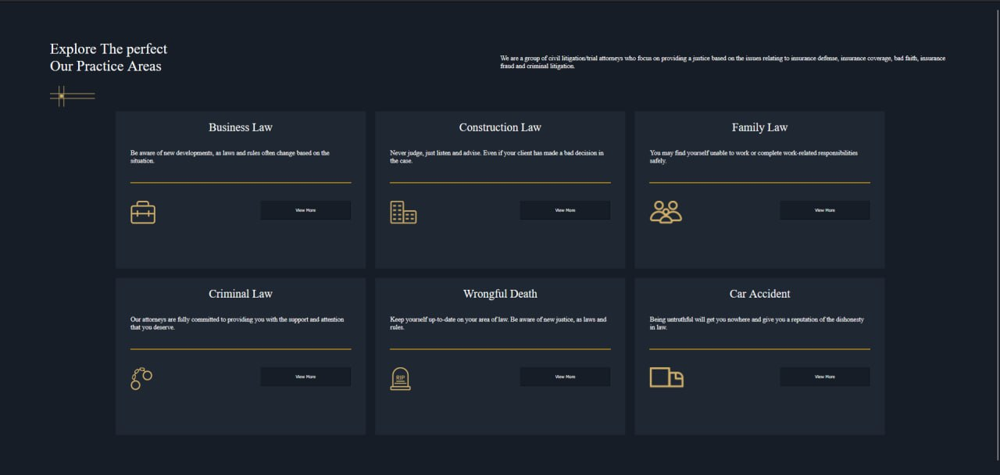 Explore The perfect
Our Practice Areas
We are a group of civil litigation/trial attorneys who focus on providing a justice based on the issues relating to insurance defense, insurance coverage, bad faith, insurance
fraud and criminal litigation.
Business Law
Be aware of new developments, as laws and rules often change based on the
situation.
View More
Construction Law
Never judge, just listen and advise. Even if your client has made a bad decision in
the case.
View More
Family Law
You may find yourself unable to work or complete work-related responsibilities
safely.
View More
Criminal Law
Our attorneys are fully committed to providing you with the support and attention
that you deserve.
View More
Wrongful Death
Keep yourself up-to-date on your area of law. Be aware of new justice, as laws and
rules.
RIP
View More
Car Accident
Being untruthful will get you nowhere and give you a reputation of the dishonesty
in law.
View More